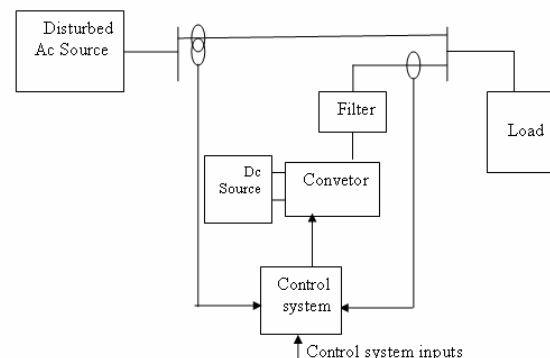 Disturbed
Ac Source
Filter
Load
Dc
Source
Convetor
Control
system
Control system inputs